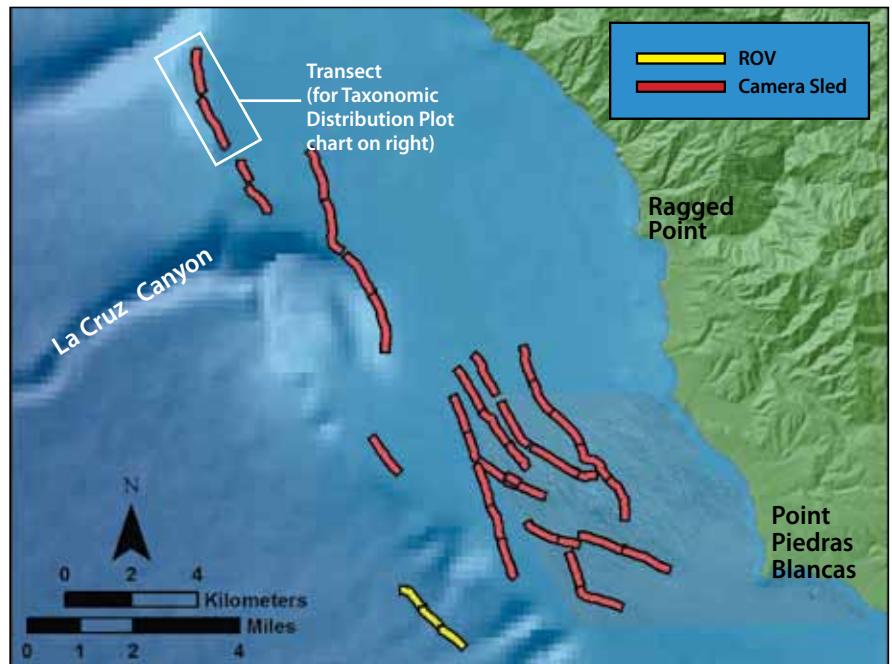 ROV
Camera Sled
Transect
(for Taxonomic
Distribution Plot
chart on right)
Ragged
Point
La Cruz Canyon
Point
Piedras
Blancas
N
0 2 4
Kilometers
Miles
0 1 2 4